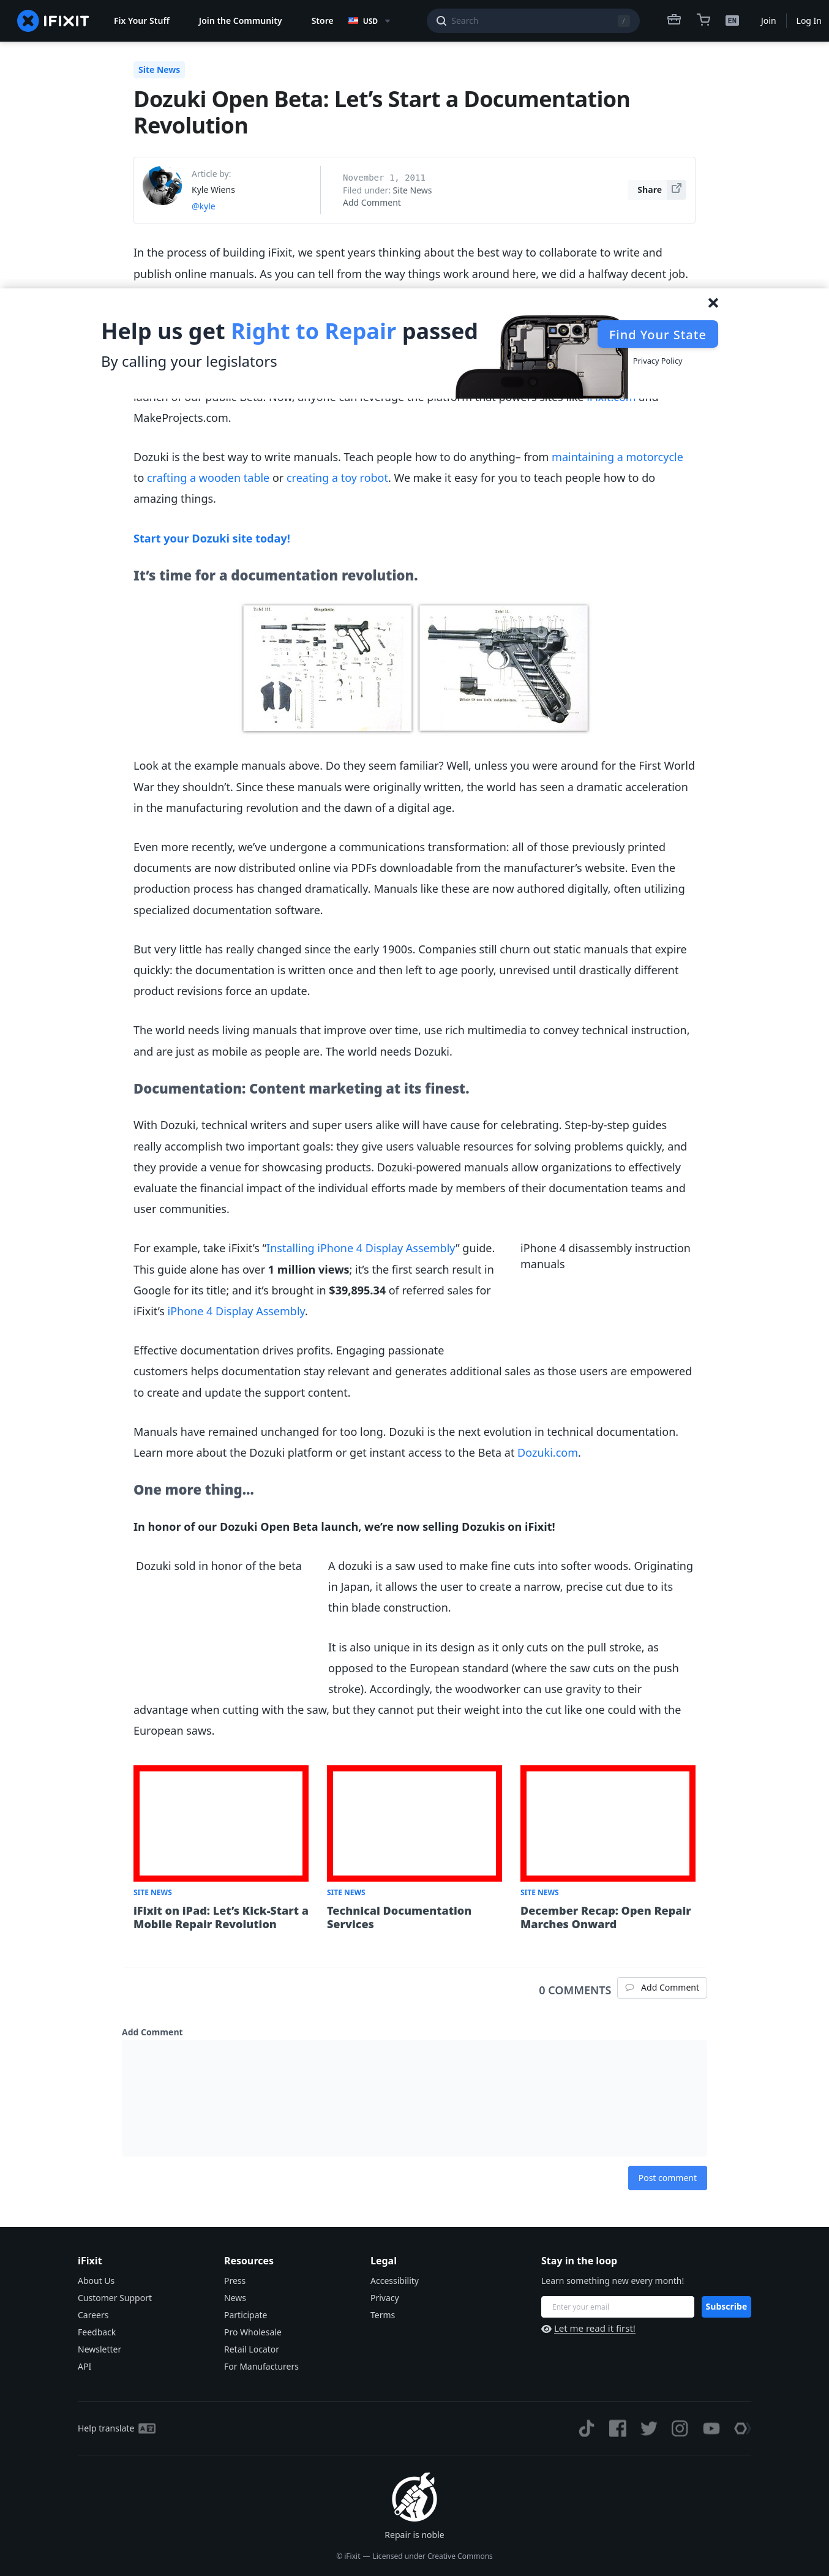 IFIXIT
Fix Your Stuff
Join the Community
Store
USD
Search
/
EN
Join
Log In
Site News
Dozuki Open Beta: Let’s Start a Documentation
Revolution
Article by:
Kyle Wiens
@kyle
November 1, 2011
Filed under: Site News
Add Comment
Share
In the process of building iFixit, we spent years thinking about the best way to collaborate to write and
publish online manuals. As you can tell from the way things work around here, we did a halfway decent job.
Help us get Right to Repair passed
By calling your legislators
Find Your State
Privacy Policy
launch of our public Beta. Now, anyone can leverage the platform that powers sites like iFixit.com and
MakeProjects.com.
Dozuki is the best way to write manuals. Teach people how to do anything– from maintaining a motorcycle
to crafting a wooden table or creating a toy robot. We make it easy for you to teach people how to do
amazing things.
Start your Dozuki site today!
It’s time for a documentation revolution.
Look at the example manuals above. Do they seem familiar? Well, unless you were around for the First World
War they shouldn’t. Since these manuals were originally written, the world has seen a dramatic acceleration
in the manufacturing revolution and the dawn of a digital age.
Even more recently, we’ve undergone a communications transformation: all of those previously printed
documents are now distributed online via PDFs downloadable from the manufacturer’s website. Even the
production process has changed dramatically. Manuals like these are now authored digitally, often utilizing
specialized documentation software.
But very little has really changed since the early 1900s. Companies still churn out static manuals that expire
quickly: the documentation is written once and then left to age poorly, unrevised until drastically different
product revisions force an update.
The world needs living manuals that improve over time, use rich multimedia to convey technical instruction,
and are just as mobile as people are. The world needs Dozuki.
Documentation: Content marketing at its finest.
With Dozuki, technical writers and super users alike will have cause for celebrating. Step-by-step guides
really accomplish two important goals: they give users valuable resources for solving problems quickly, and
they provide a venue for showcasing products. Dozuki-powered manuals allow organizations to effectively
evaluate the financial impact of the individual efforts made by members of their documentation teams and
user communities.
For example, take iFixit’s “Installing iPhone 4 Display Assembly” guide.
This guide alone has over 1 million views; it’s the first search result in
Google for its title; and it’s brought in $39,895.34 of referred sales for
iFixit’s iPhone 4 Display Assembly.
iPhone 4 disassembly instruction
manuals
Effective documentation drives profits. Engaging passionate
customers helps documentation stay relevant and generates additional sales as those users are empowered
to create and update the support content.
Manuals have remained unchanged for too long. Dozuki is the next evolution in technical documentation.
Learn more about the Dozuki platform or get instant access to the Beta at Dozuki.com.
One more thing…
In honor of our Dozuki Open Beta launch, we’re now selling Dozukis on iFixit!
Dozuki sold in honor of the beta
A dozuki is a saw used to make fine cuts into softer woods. Originating
in Japan, it allows the user to create a narrow, precise cut due to its
thin blade construction.
It is also unique in its design as it only cuts on the pull stroke, as
opposed to the European standard (where the saw cuts on the push
stroke). Accordingly, the woodworker can use gravity to their
advantage when cutting with the saw, but they cannot put their weight into the cut like one could with the
European saws.
SITE NEWS
iFixit on iPad: Let’s Kick-Start a
Mobile Repair Revolution
SITE NEWS
Technical Documentation
Services
SITE NEWS
December Recap: Open Repair
Marches Onward
0 COMMENTS
Add Comment
Add Comment
Post comment
iFixit
About Us
Customer Support
Careers
Feedback
Newsletter
API
Resources
Press
News
Participate
Pro Wholesale
Retail Locator
For Manufacturers
Legal
Accessibility
Privacy
Terms
Stay in the loop
Learn something new every month!
Enter your email
Subscribe
Let me read it first!
Help translate
Repair is noble
© iFixit — Licensed under Creative Commons